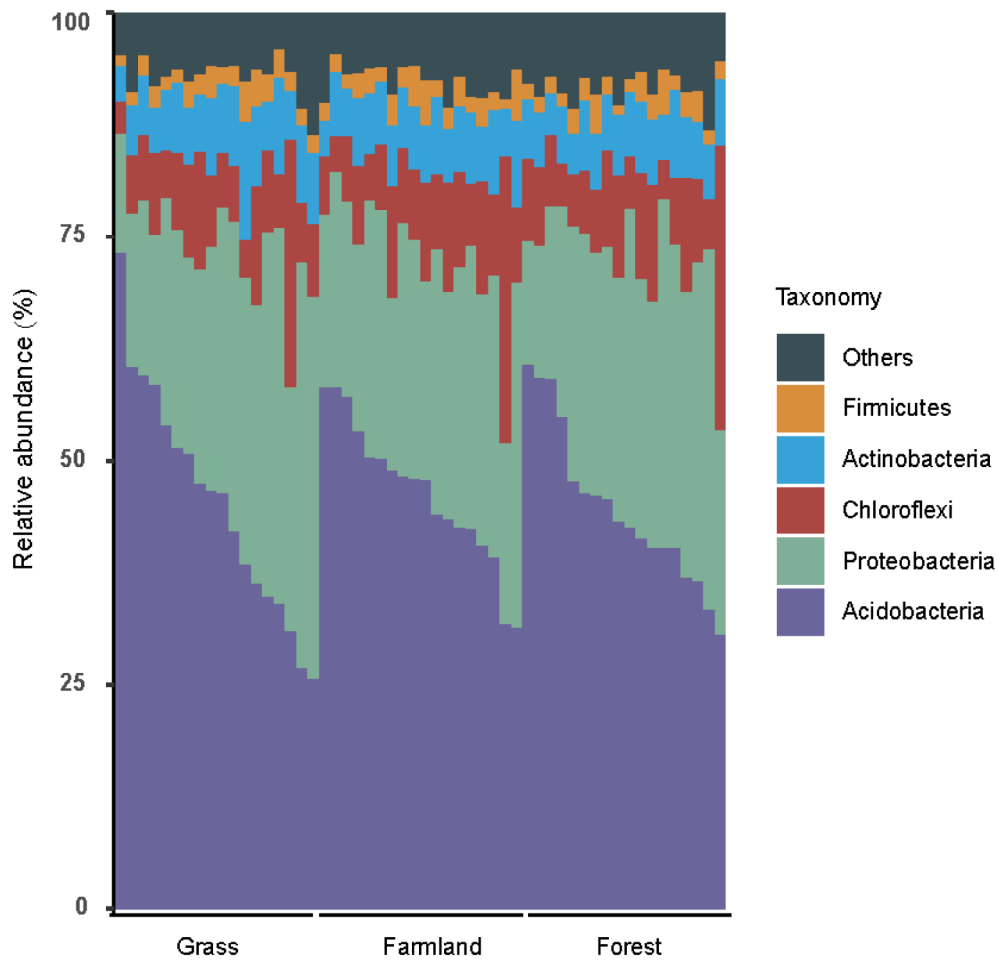 Relative abundance (%)
100
75
50
25
0
Grass
Farmland
Forest
Taxonomy
Others
Firmicutes
Actinobacteria
Chloroflexi
Proteobacteria
Acidobacteria